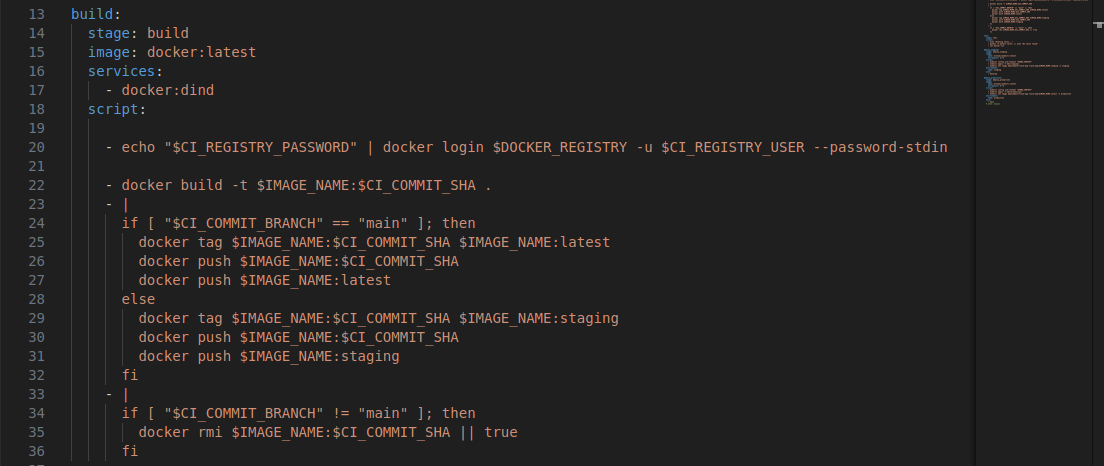 13 build:
14   stage: build
15   image: docker:latest
16   services:
17     - docker:dind
18   script:
19
20     - echo "$CI_REGISTRY_PASSWORD" | docker login $DOCKER_REGISTRY -u $CI_REGISTRY_USER --password-stdin
21
22     - docker build -t $IMAGE_NAME:$CI_COMMIT_SHA .
23     - |
24       if [ "$CI_COMMIT_BRANCH" == "main" ]; then
25         docker tag $IMAGE_NAME:$CI_COMMIT_SHA $IMAGE_NAME:latest
26         docker push $IMAGE_NAME:$CI_COMMIT_SHA
27         docker push $IMAGE_NAME:latest
28       else
29         docker tag $IMAGE_NAME:$CI_COMMIT_SHA $IMAGE_NAME:staging
30         docker push $IMAGE_NAME:$CI_COMMIT_SHA
31         docker push $IMAGE_NAME:staging
32       fi
33     - |
34       if [ "$CI_COMMIT_BRANCH" != "main" ]; then
35         docker rmi $IMAGE_NAME:$CI_COMMIT_SHA || true
36       fi